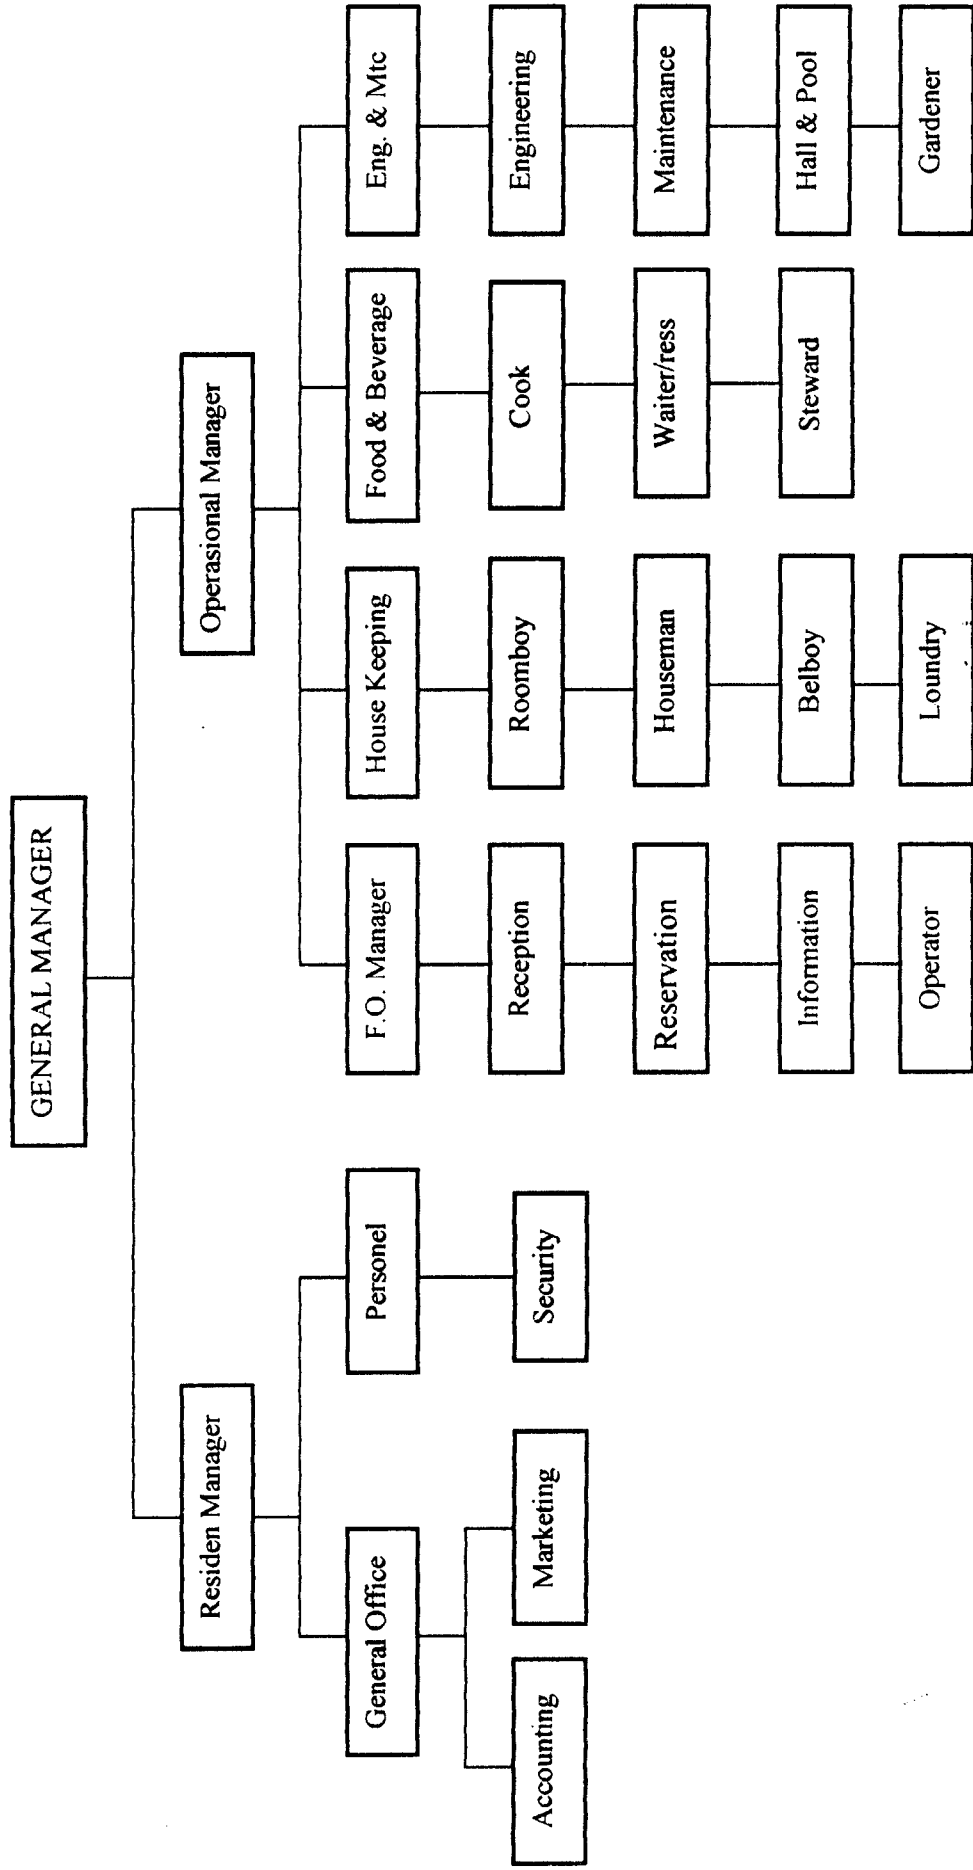 GENERAL MANAGER
Residen Manager
Operasional Manager
General Office
Personel
F.O. Manager
House Keeping
Food & Beverage
Eng. & Mtc
Accounting
Marketing
Security
Reception
Roomboy
Cook
Engineering
Reservation
Houseman
Waiter/ress
Maintenance
Information
Belboy
Steward
Hall & Pool
Operator
Loundry
Gardener